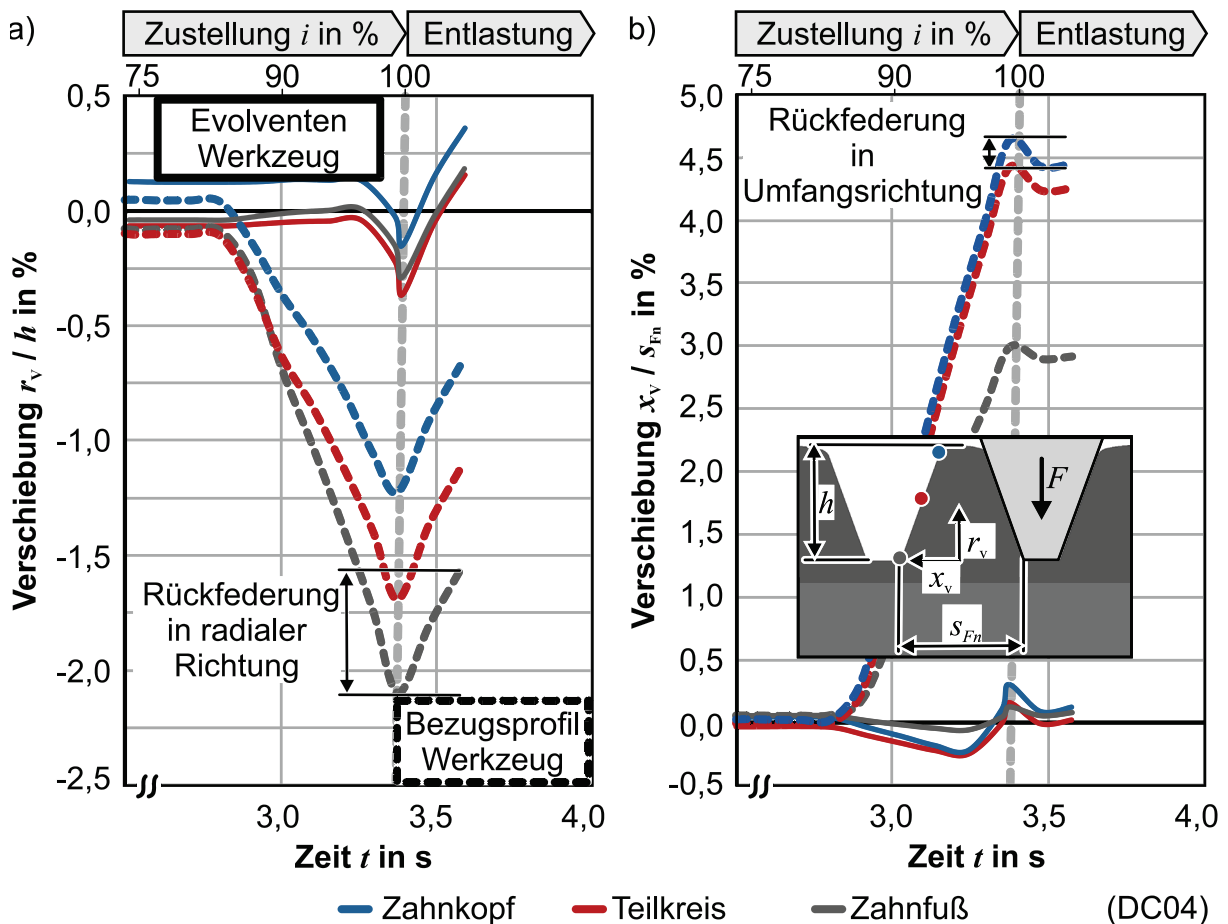 a)
Zustellung i in %
Entlastung
75
90
100
0,5
0,0
-0,5
-1,0
-1,5
-2,0
-2,5
Verschiebung rv / h in %
Evolventen
Werkzeug
Rückfederung
in radialer
Richtung
Bezugsprofil
Werkzeug
3,0
3,5
4,0
Zeit t in s
b)
Zustellung i in %
Entlastung
75
90
100
5,0
4,5
4,0
3,5
3,0
2,5
2,0
1,5
1,0
0,5
0,0
-0,5
Verschiebung xv / sFn in %
Rückfederung
in
Umfangsrichtung
h
F
rv
xv
sFn
3,0
3,5
4,0
Zeit t in s
Zahnkopf
Teilkreis
Zahnfuß
(DC04)